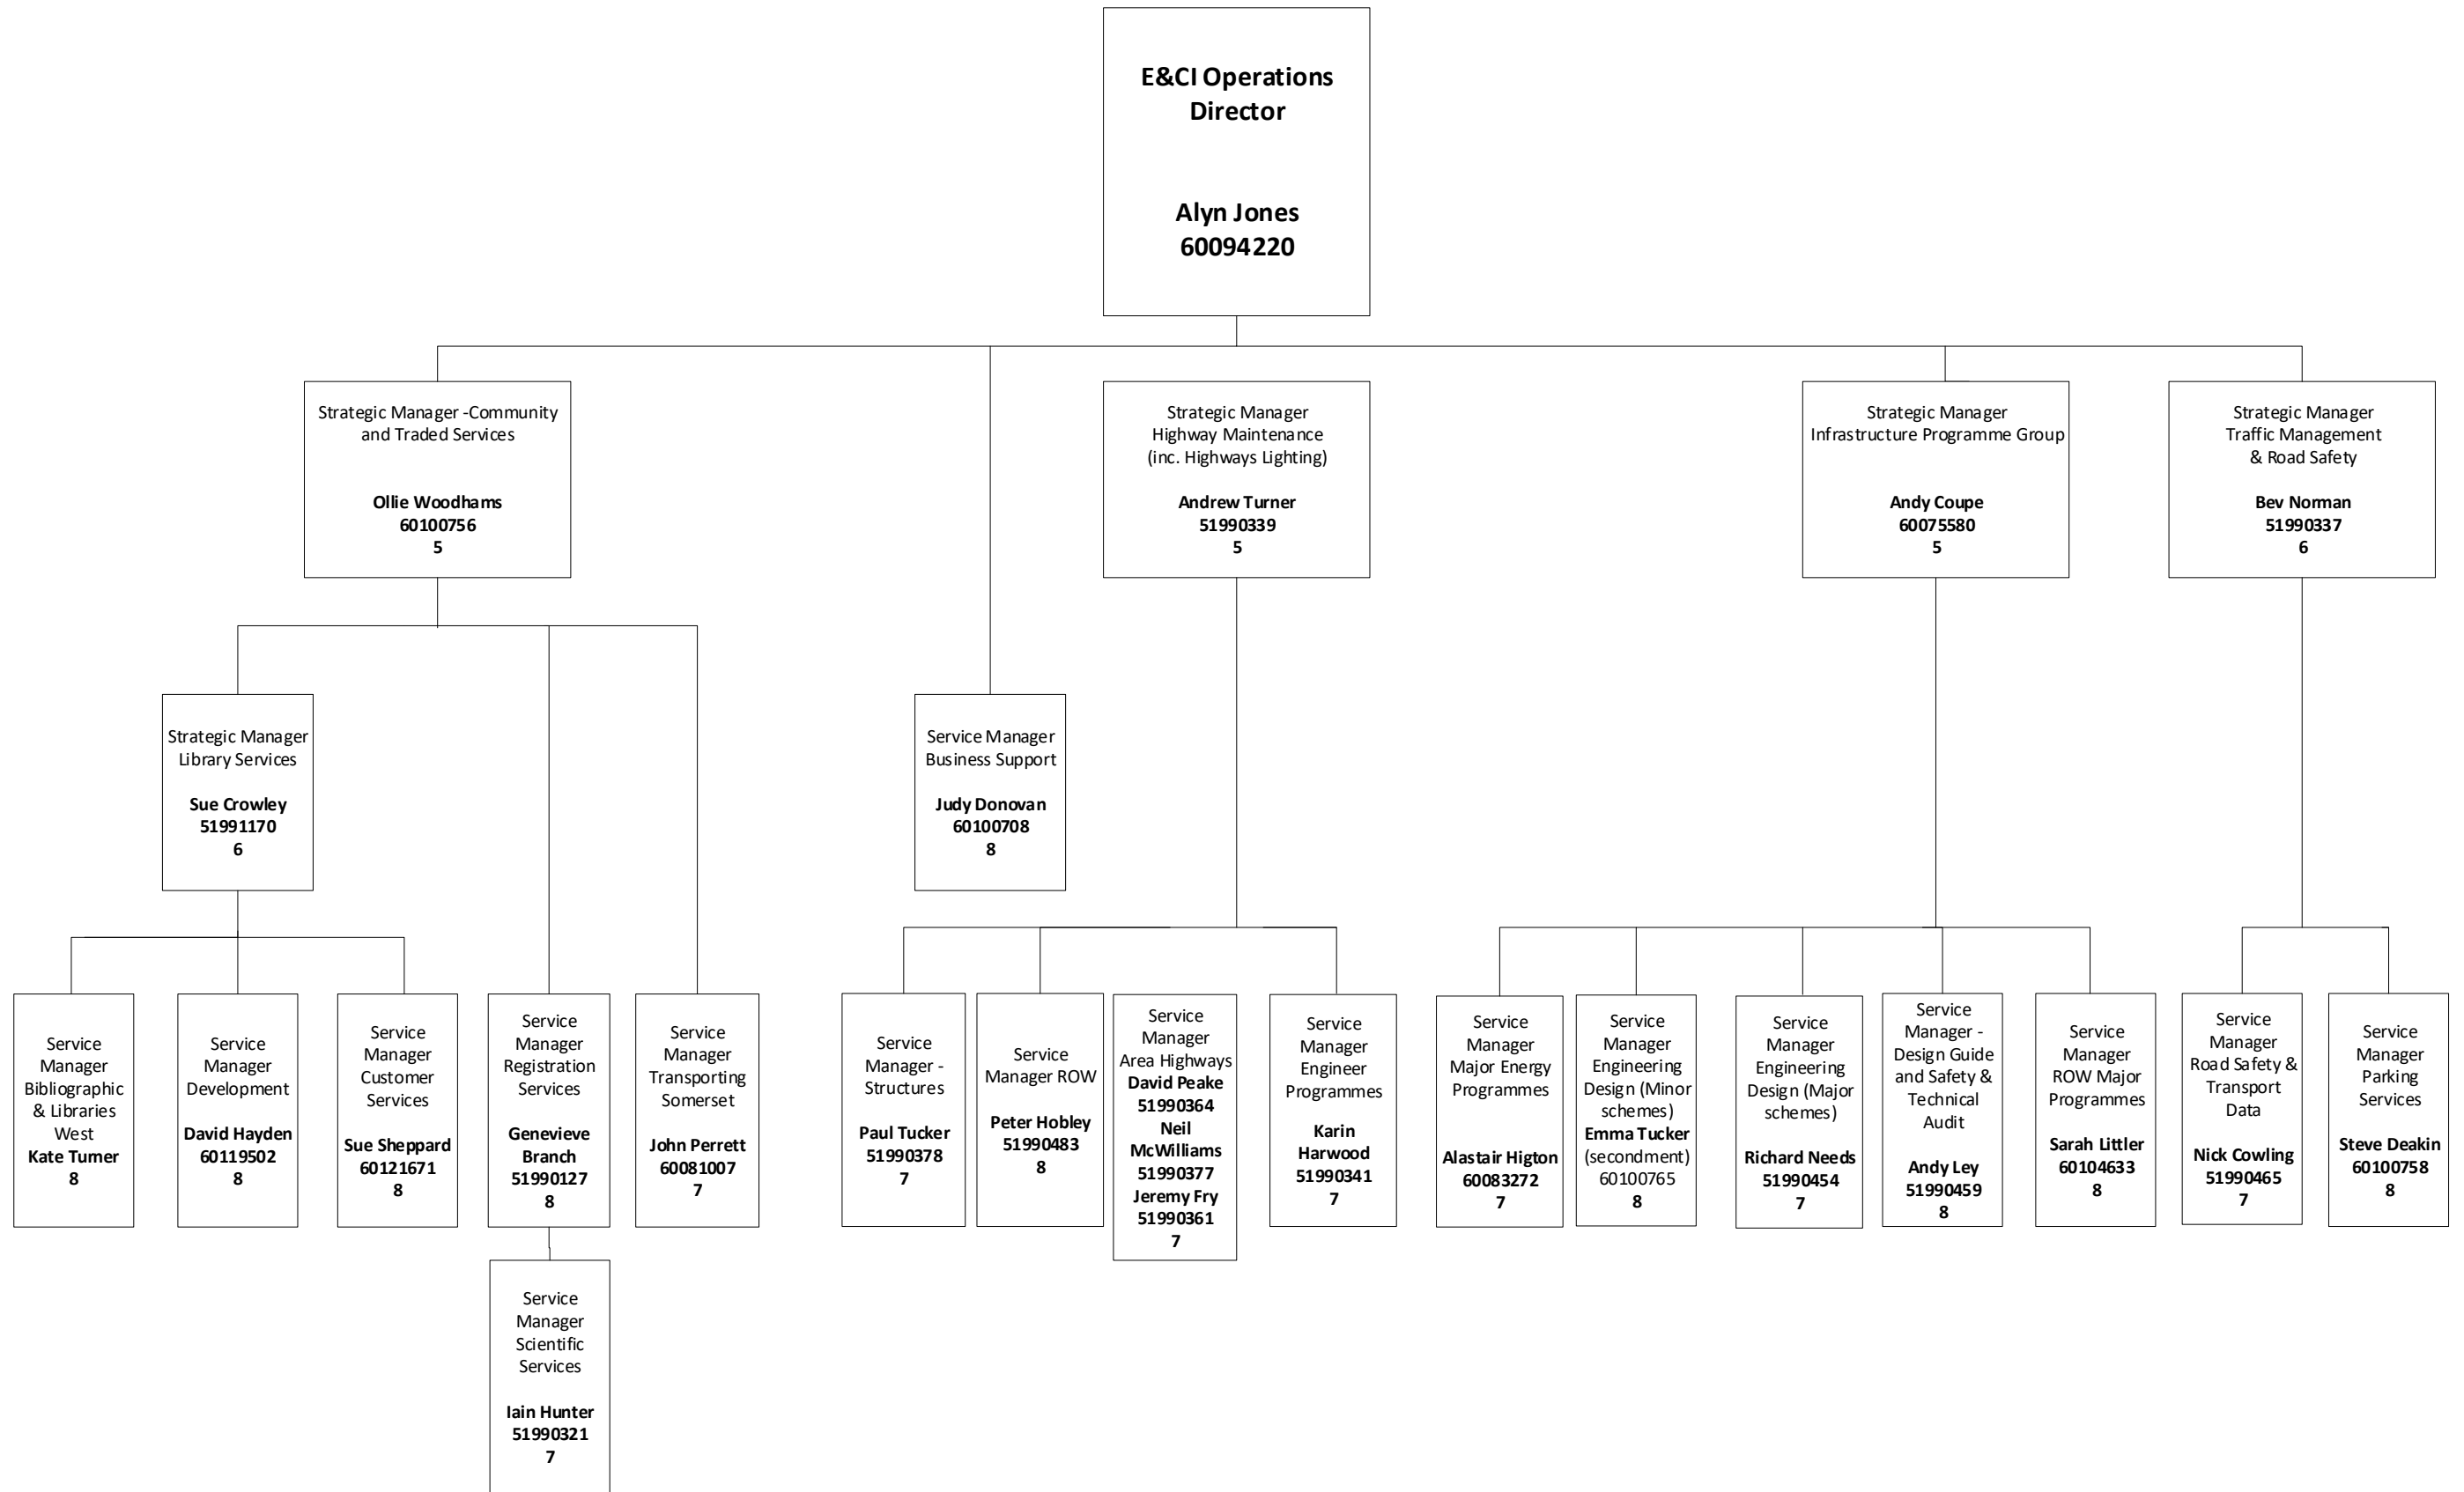 E&CI Operations
Director
Alyn Jones
60094220
Strategic Manager -Community
and Traded Services
Ollie Woodhams
60100756
5
Strategic Manager
Highway Maintenance
(inc. Highways Lighting)
Andrew Turner
51990339
5
Strategic Manager
Infrastructure Programme Group
Andy Coupe
60075580
5
Strategic Manager
Traffic Management
& Road Safety
Bev Norman
51990337
6
Strategic Manager
Library Services
Sue Crowley
51991170
6
Service Manager
Business Support
Judy Donovan
60100708
8
Service
Manager
Bibliographic
& Libraries
West
Kate Turner
8
Service
Manager
Development
David Hayden
60119502
8
Service
Manager
Customer
Services
Sue Sheppard
60121671
8
Service
Manager
Registration
Services
Genevieve
Branch
51990127
8
Service
Manager
Transporting
Somerset
John Perrett
60081007
7
Service
Manager -
Structures
Paul Tucker
51990378
7
Service
Manager ROW
Peter Hobley
51990483
8
Service
Manager
Area Highways
David Peake
51990364
Neil
McWilliams
51990377
Jeremy Fry
51990361
7
Service
Manager
Engineer
Programmes
Karin
Harwood
51990341
7
Service
Manager
Major Energy
Programmes
Alastair Higton
60083272
7
Service
Manager
Engineering
Design (Minor
schemes)
Emma Tucker
(secondment)
60100765
8
Service
Manager
Engineering
Design (Major
schemes)
Richard Needs
51990454
7
Service
Manager -
Design Guide
and Safety &
Technical
Audit
Andy Ley
51990459
8
Service
Manager
ROW Major
Programmes
Sarah Littler
60104633
8
Service
Manager
Road Safety &
Transport
Data
Nick Cowling
51990465
7
Service
Manager
Parking
Services
Steve Deakin
60100758
8
Service
Manager
Scientific
Services
Iain Hunter
51990321
7